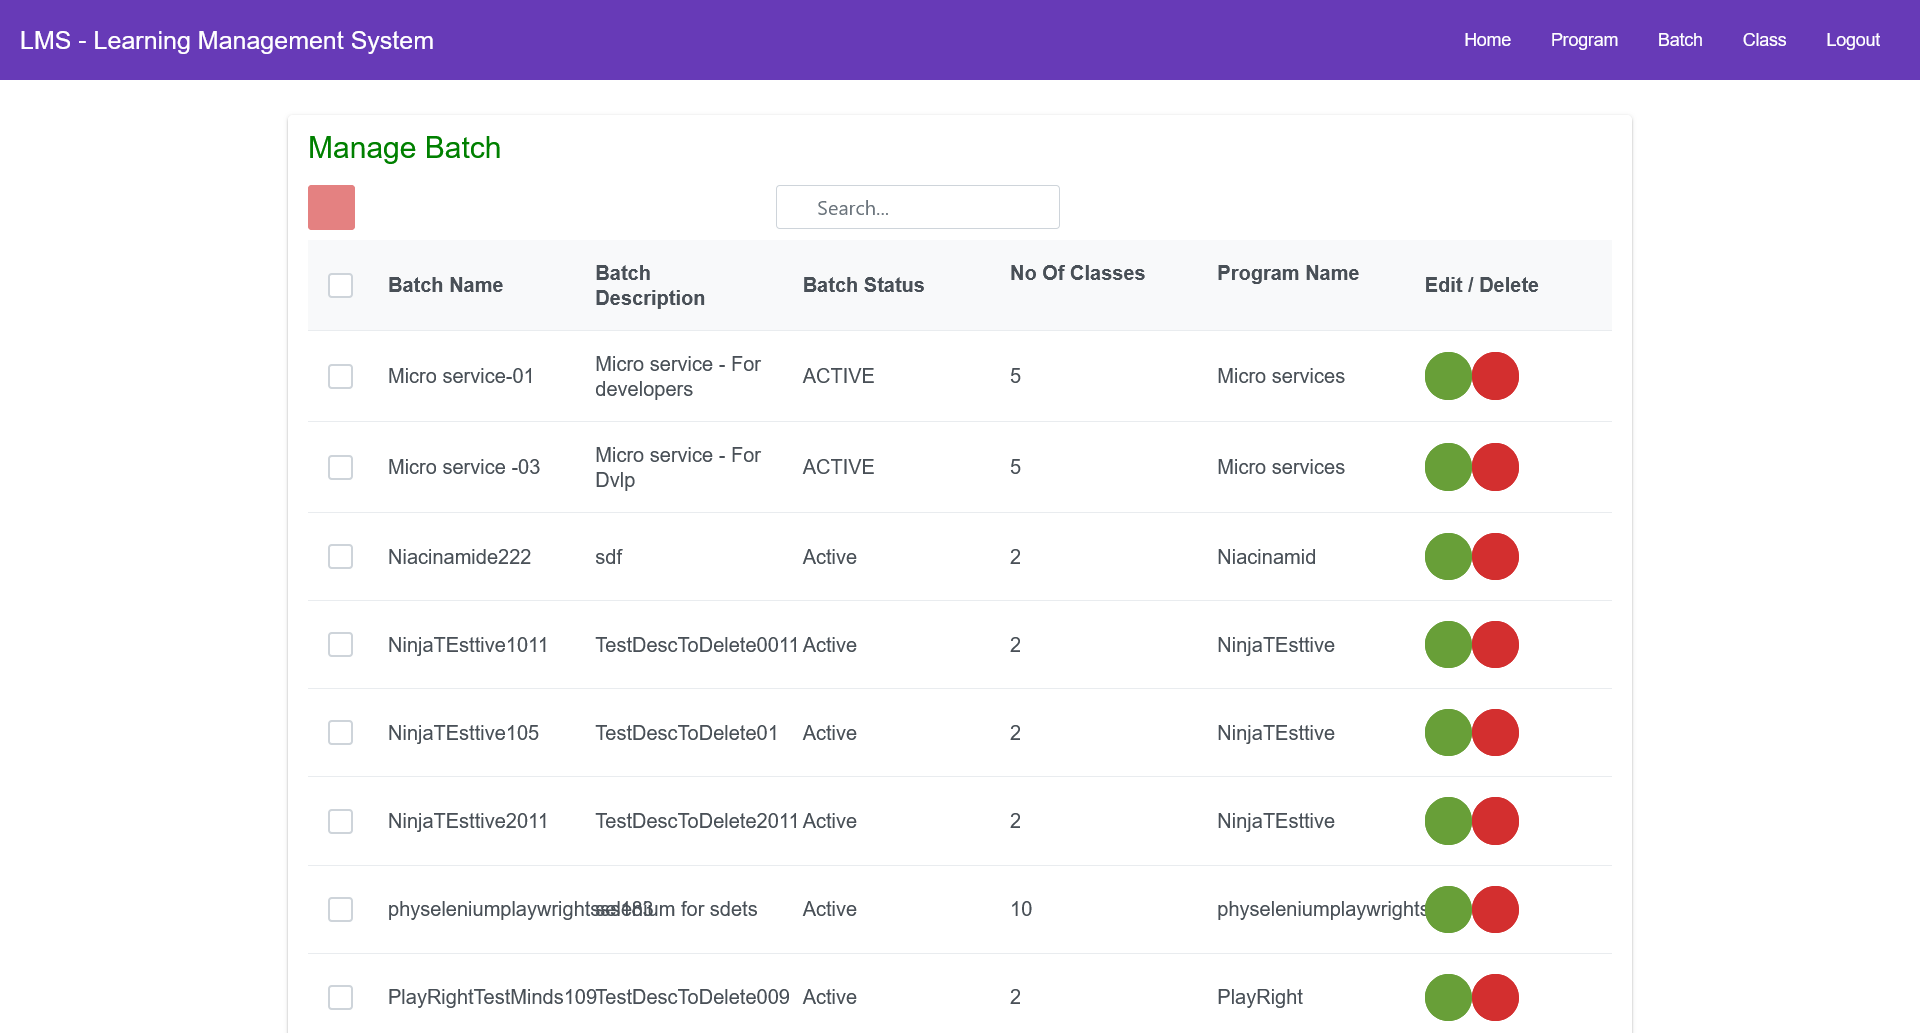 LMS - Learning Management System
Home Program Batch Class Logout
Manage Batch
Search...
Batch Name
Batch
Description
Batch Status
No Of Classes
Program Name
Edit / Delete
Micro service-01
Micro service - For
developers
ACTIVE
5
Micro services
Micro service -03
Micro service - For
Dvlp
ACTIVE
5
Micro services
Niacinamide222
sdf
Active
2
Niacinamid
NinjaTEsttive1011
TestDescToDelete0011
Active
2
NinjaTEsttive
NinjaTEsttive105
TestDescToDelete01
Active
2
NinjaTEsttive
NinjaTEsttive2011
TestDescToDelete2011
Active
2
NinjaTEsttive
selenium for sdets
Active
10
physeleniumplaywrights
PlayRightTestMinds109
TestDescToDelete009
Active
2
PlayRight